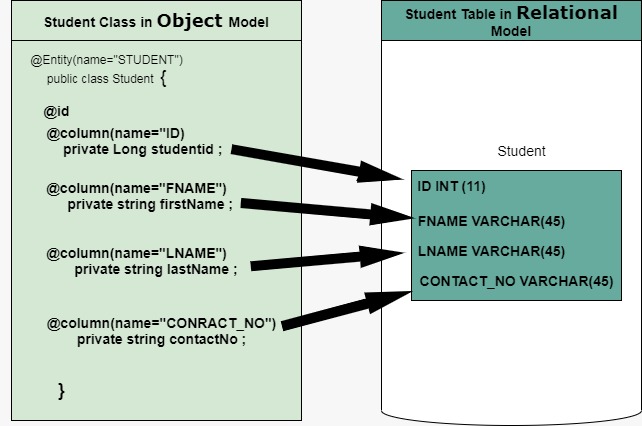 Student Class in Object Model
@Entity(name="STUDENT")
public class Student {
@id
@column(name="ID)
private Long studentid ;
@column(name="FNAME")
private string firstName ;
@column(name="LNAME")
private string lastName ;
@column(name="CONRACT_NO")
private string contactNo ;
}
Student Table in Relational
Model
Student
ID INT (11)
FNAME VARCHAR(45)
LNAME VARCHAR(45)
CONTACT_NO VARCHAR(45)